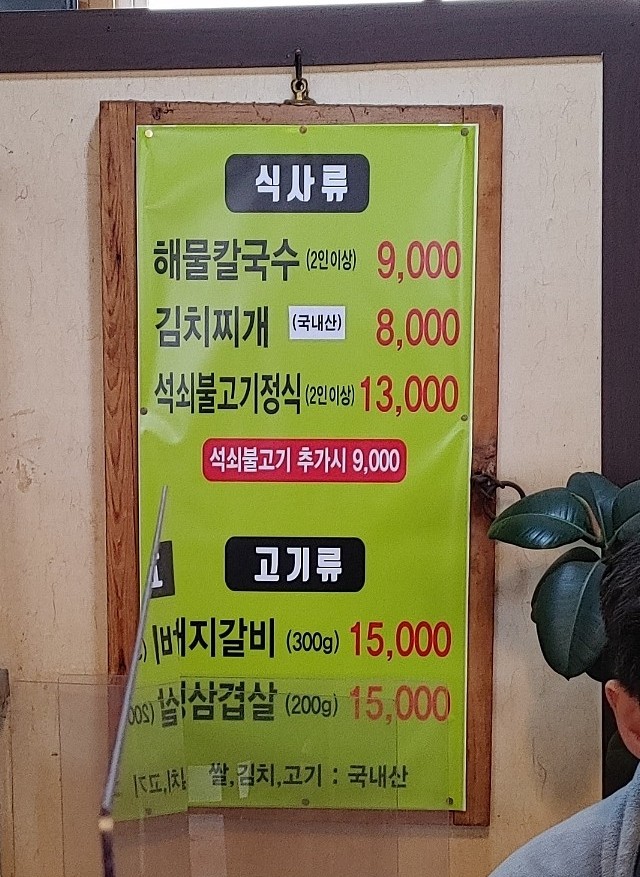 식사류
해물칼국수 (2인이상) 9,000
김치찌개 (국내산) 8,000
석쇠불고기정식 (2인이상) 13,000
석쇠불고기 추가시 9,000
고기류
배지갈비 (300g) 15,000
삼겹살 (200g) 15,000
쌀,김치,고기 : 국내산